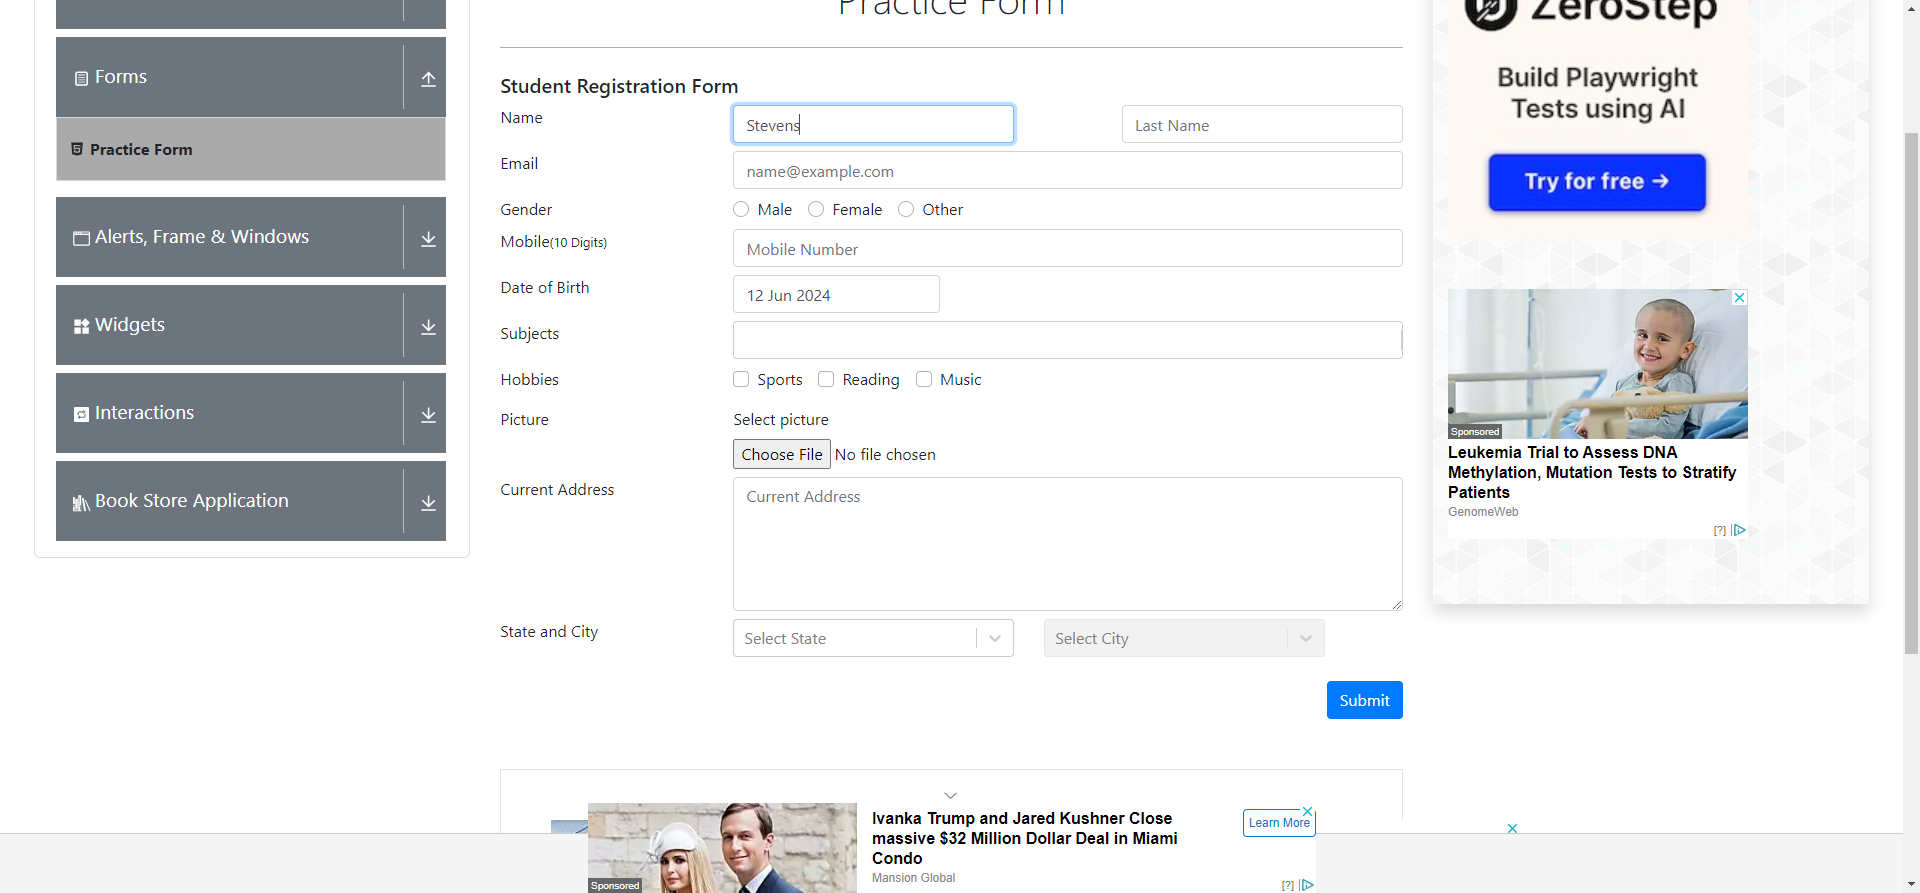 Practice Form
Forms
Practice Form
Alerts, Frame & Windows
Widgets
Interactions
Book Store Application
Student Registration Form
Name
Stevens
Last Name
Email
name@example.com
Gender
Male
Female
Other
Mobile(10 Digits)
Mobile Number
Date of Birth
12 Jun 2024
Subjects
Hobbies
Sports
Reading
Music
Picture
Select picture
Choose File No file chosen
Current Address
Current Address
State and City
Select State
Select City
Submit
ZeroStep
Build Playwright
Tests using AI
Try for free →
Sponsored
Leukemia Trial to Assess DNA
Methylation, Mutation Tests to Stratify
Patients
GenomeWeb
[?]
Sponsored
Ivanka Trump and Jared Kushner Close
massive $32 Million Dollar Deal in Miami
Condo
Mansion Global
Learn More
[?]